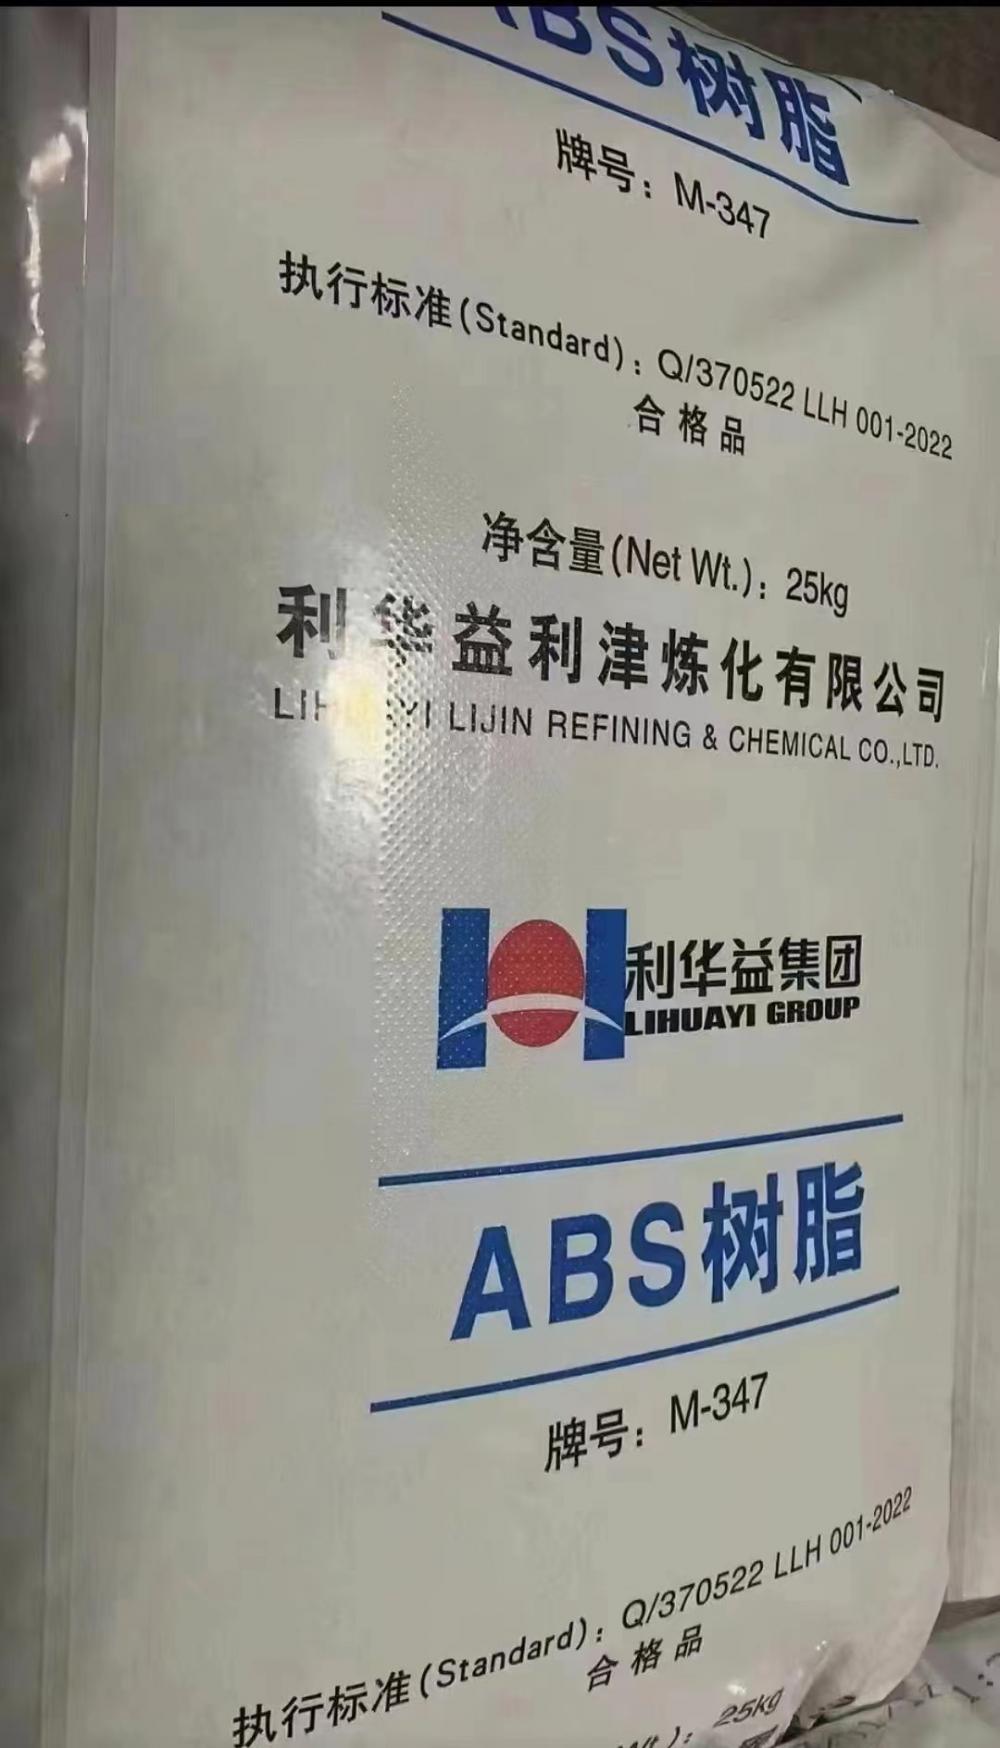 ABS树脂
牌号：M-347
执行标准(Standard)：Q/370522 LLH 001-2022
合格品
净含量(Net Wt.)：25kg
利华益利津炼化有限公司
LIHUAYI LIJIN REFINING & CHEMICAL CO.,LTD.
利华益集团
LIHUAYI GROUP
ABS树脂
牌号：M-347
执行标准(Standard)：Q/370522 LLH 001-2022
合格品
25kg